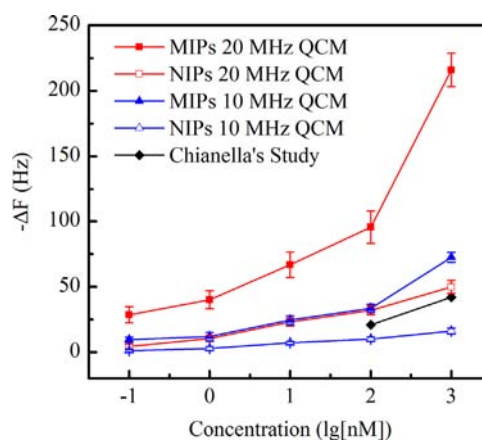 250
200
150
100
50
0
-ΔF (Hz)
MIPs 20 MHz QCM
NIPs 20 MHz QCM
MIPs 10 MHz QCM
NIPs 10 MHz QCM
Chianella's Study
-1 0 1 2 3
Concentration (lg[nM])